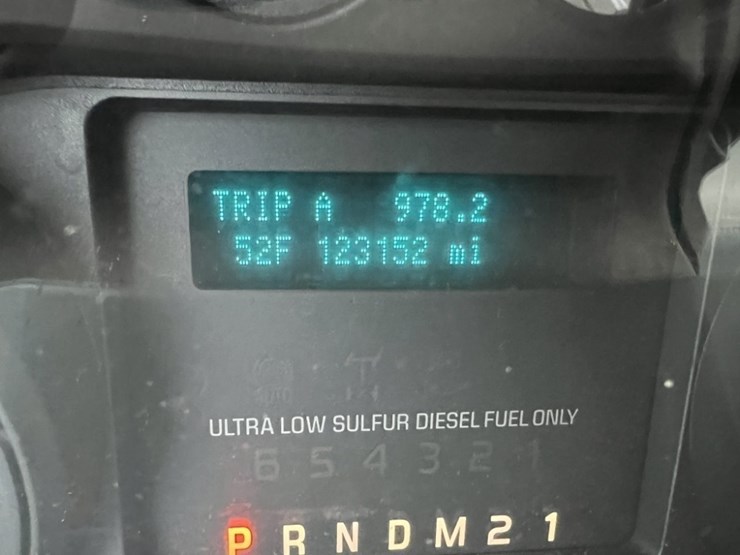 TRIP A 978.2
52F 123152 mi
ULTRA LOW SULFUR DIESEL FUEL ONLY
6 5 4 3 2 1
P R N D M 2 1